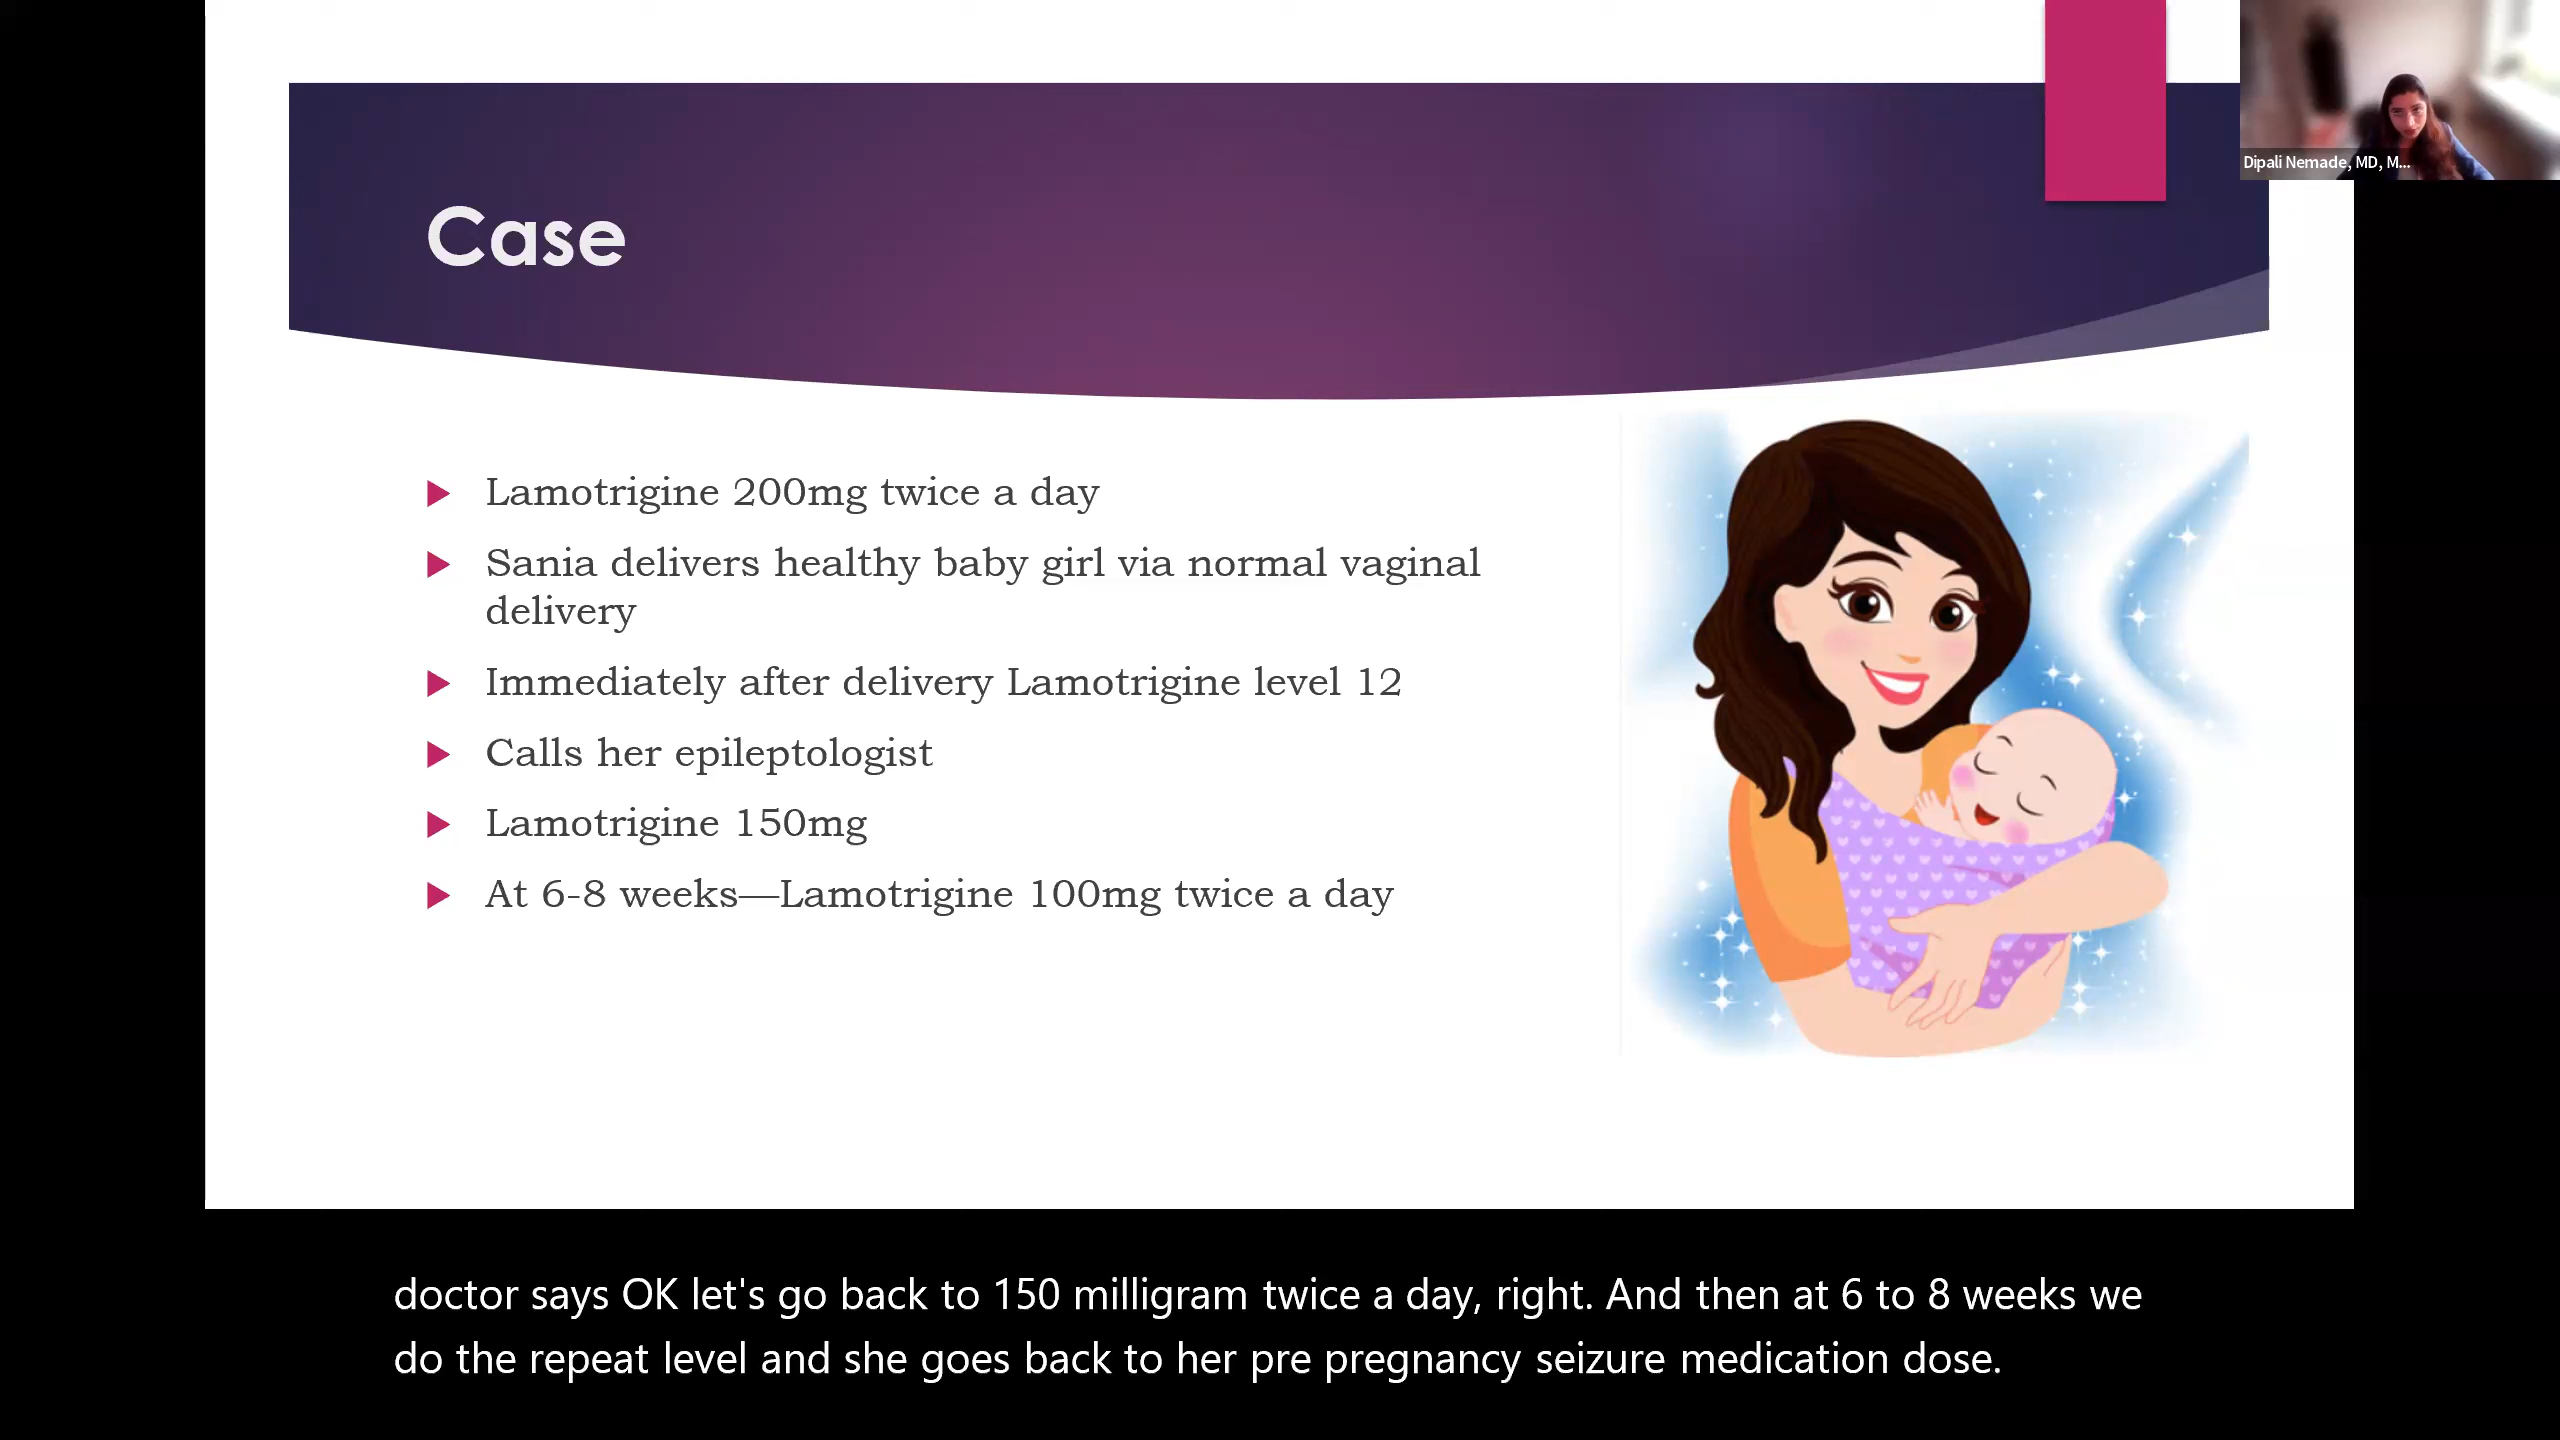 Dipali Nemade, MD, M...
Case
Lamotrigine 200mg twice a day
Sania delivers healthy baby girl via normal vaginal
delivery
Immediately after delivery Lamotrigine level 12
Calls her epileptologist
Lamotrigine 150mg
At 6-8 weeks—Lamotrigine 100mg twice a day
doctor says OK let's go back to 150 milligram twice a day, right. And then at 6 to 8 weeks we
do the repeat level and she goes back to her pre pregnancy seizure medication dose.